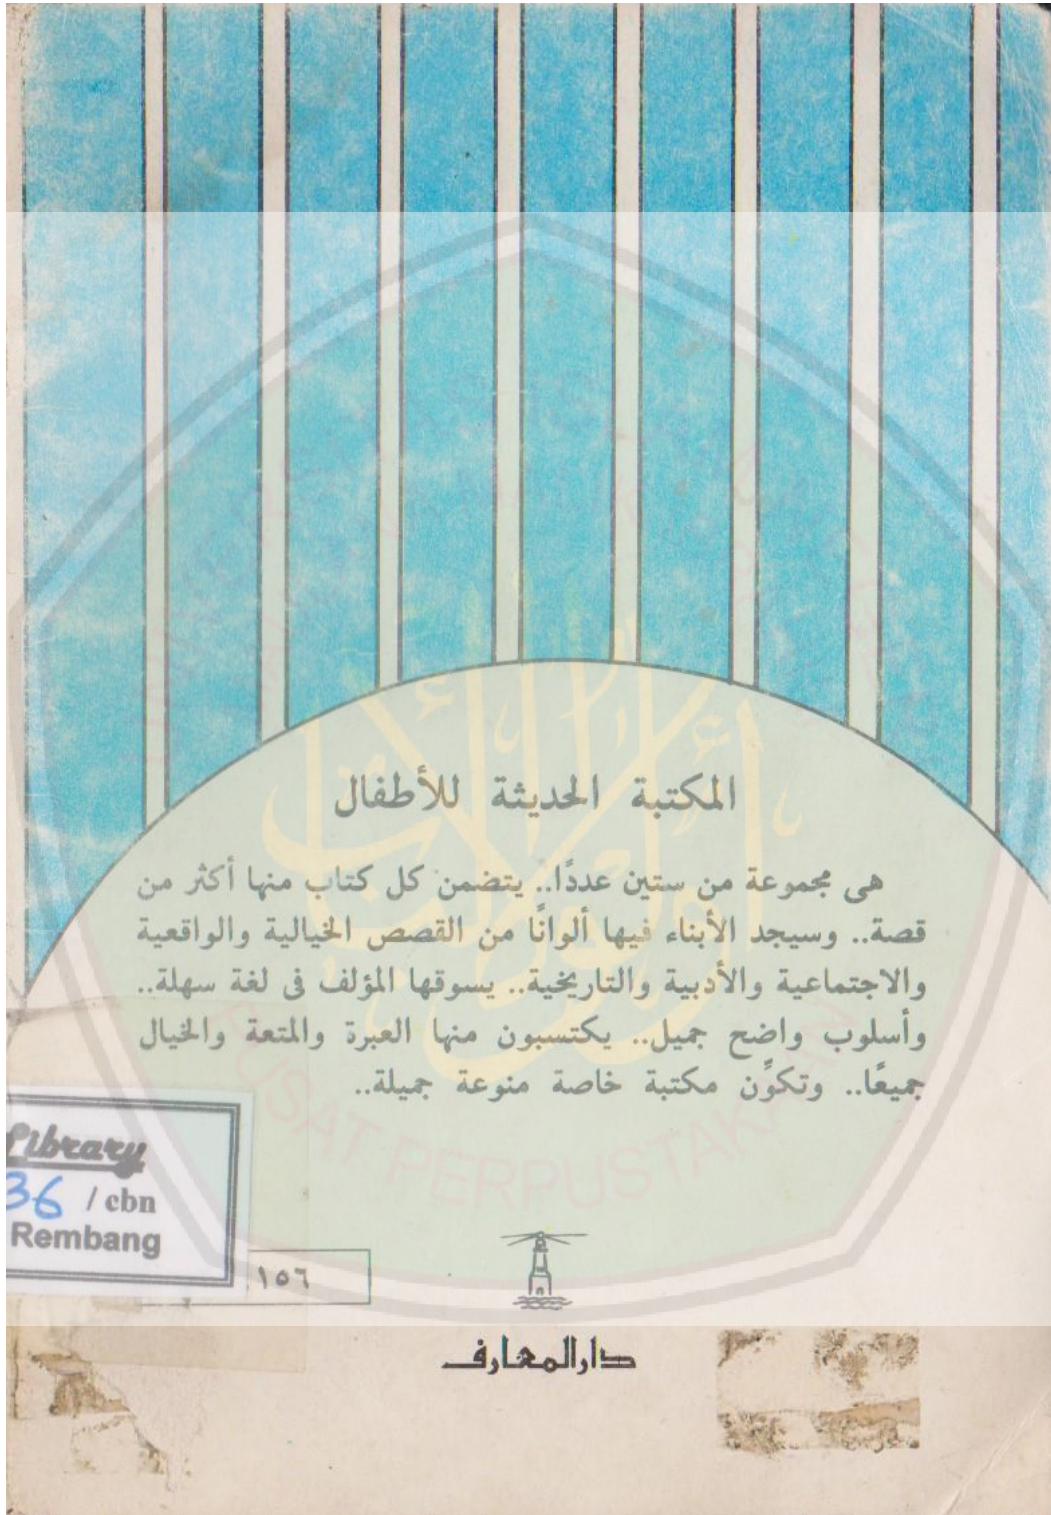 المكتبة الحديثة للأطفال
هى مجموعة من ستين عددًا.. يتضمن كل كتاب منها أكثر من
قصة.. وسيجد الأبناء فيها ألوانًا من القصص الخيالية والواقعية
والاجتماعية والأدبية والتاريخية.. يسوقها المؤلف فى لغة سهلة..
وأسلوب واضح جميل.. يكتسبون منها العبرة والمتعة والخيال
جميعًا.. وتكوِّن مكتبة خاصة منوعة جميلة..
PUSAT PERPUSTAKAAN
Library
36 / cbn
Rembang
١٥٦
دارالمعارف